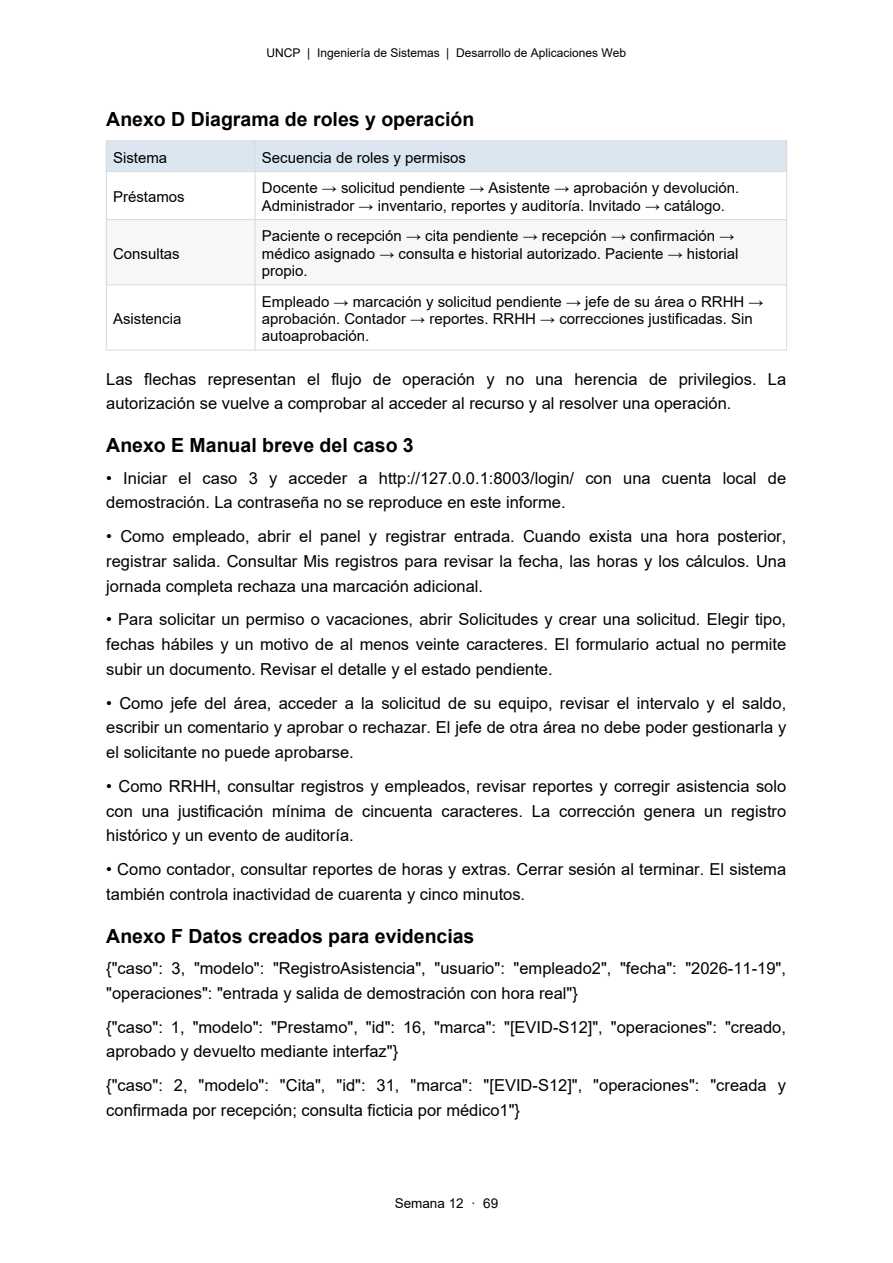 UNCP | Ingeniería de Sistemas | Desarrollo de Aplicaciones Web
Anexo D Diagrama de roles y operación
Sistema
Secuencia de roles y permisos
Préstamos
Docente → solicitud pendiente → Asistente → aprobación y devolución.
Administrador → inventario, reportes y auditoría. Invitado → catálogo.
Consultas
Paciente o recepción → cita pendiente → recepción → confirmación →
médico asignado → consulta e historial autorizado. Paciente → historial
propio.
Asistencia
Empleado → marcación y solicitud pendiente → jefe de su área o RRHH →
aprobación. Contador → reportes. RRHH → correcciones justificadas. Sin
autoaprobación.
Las flechas representan el flujo de operación y no una herencia de privilegios. La
autorización se vuelve a comprobar al acceder al recurso y al resolver una operación.
Anexo E Manual breve del caso 3
• Iniciar el caso 3 y acceder a http://127.0.0.1:8003/login/ con una cuenta local de
demostración. La contraseña no se reproduce en este informe.
• Como empleado, abrir el panel y registrar entrada. Cuando exista una hora posterior,
registrar salida. Consultar Mis registros para revisar la fecha, las horas y los cálculos. Una
jornada completa rechaza una marcación adicional.
• Para solicitar un permiso o vacaciones, abrir Solicitudes y crear una solicitud. Elegir tipo,
fechas hábiles y un motivo de al menos veinte caracteres. El formulario actual no permite
subir un documento. Revisar el detalle y el estado pendiente.
• Como jefe del área, acceder a la solicitud de su equipo, revisar el intervalo y el saldo,
escribir un comentario y aprobar o rechazar. El jefe de otra área no debe poder gestionarla y
el solicitante no puede aprobarse.
• Como RRHH, consultar registros y empleados, revisar reportes y corregir asistencia solo
con una justificación mínima de cincuenta caracteres. La corrección genera un registro
histórico y un evento de auditoría.
• Como contador, consultar reportes de horas y extras. Cerrar sesión al terminar. El sistema
también controla inactividad de cuarenta y cinco minutos.
Anexo F Datos creados para evidencias
{"caso": 3, "modelo": "RegistroAsistencia", "usuario": "empleado2", "fecha": "2026-11-19",
"operaciones": "entrada y salida de demostración con hora real"}
{"caso": 1, "modelo": "Prestamo", "id": 16, "marca": "[EVID-S12]", "operaciones": "creado,
aprobado y devuelto mediante interfaz"}
{"caso": 2, "modelo": "Cita", "id": 31, "marca": "[EVID-S12]", "operaciones": "creada y
confirmada por recepción; consulta ficticia por médico1"}
Semana 12 · 69